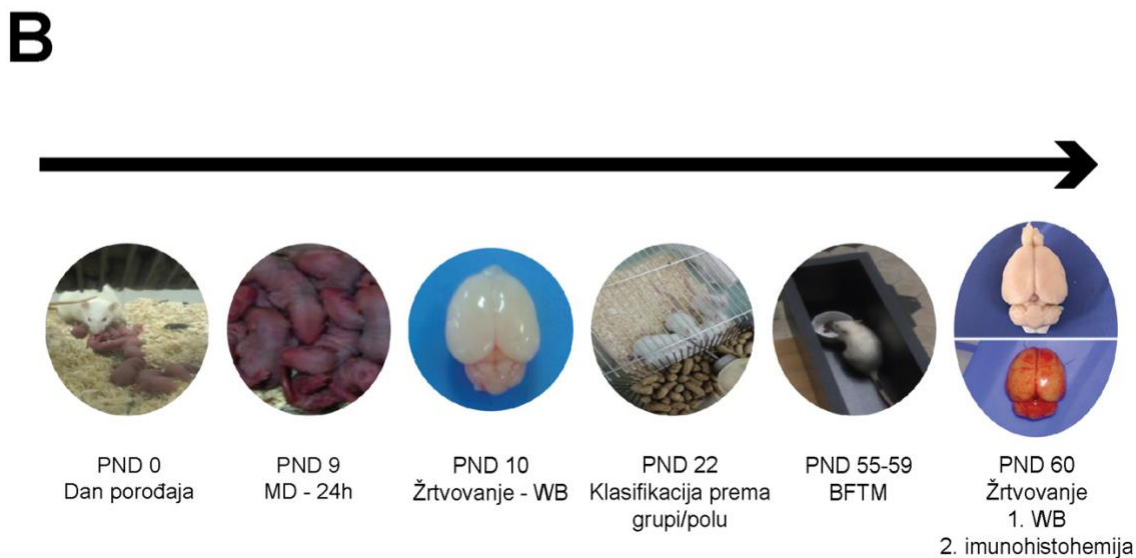 B
PND 0
Dan porođaja
PND 9
MD - 24h
PND 10
Žrtvovanje - WB
PND 22
Klasifikacija prema
grupi/polu
PND 55-59
BFTM
PND 60
Žrtvovanje
1. WB
2. imunohistohemija